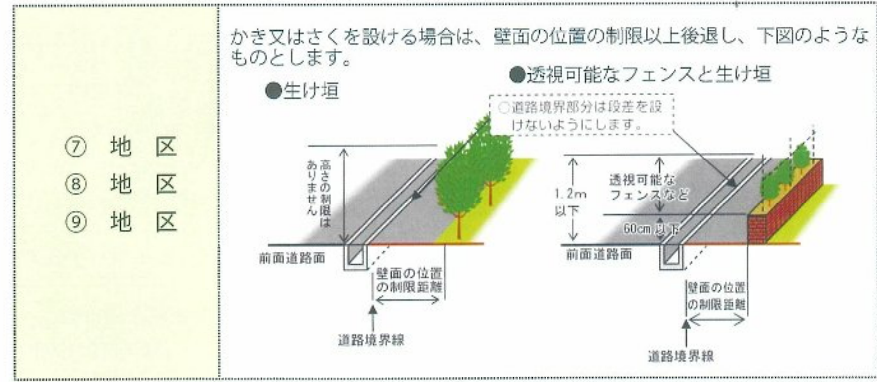 ⑦ 地 区
⑧ 地 区
⑨ 地 区
かき又はさくを設ける場合は、壁面の位置の制限以上後退し、下図のような
ものとします。
●生け垣
高さの制限は
ありません
前面道路面
壁面の位置
の制限距離
道路境界線
●透視可能なフェンスと生け垣
○道路境界部分は段差を設
けないようにします。
1.2m
以下
透視可能な
フェンスなど
60cm以下
前面道路面
壁面の位置
の制限距離
道路境界線